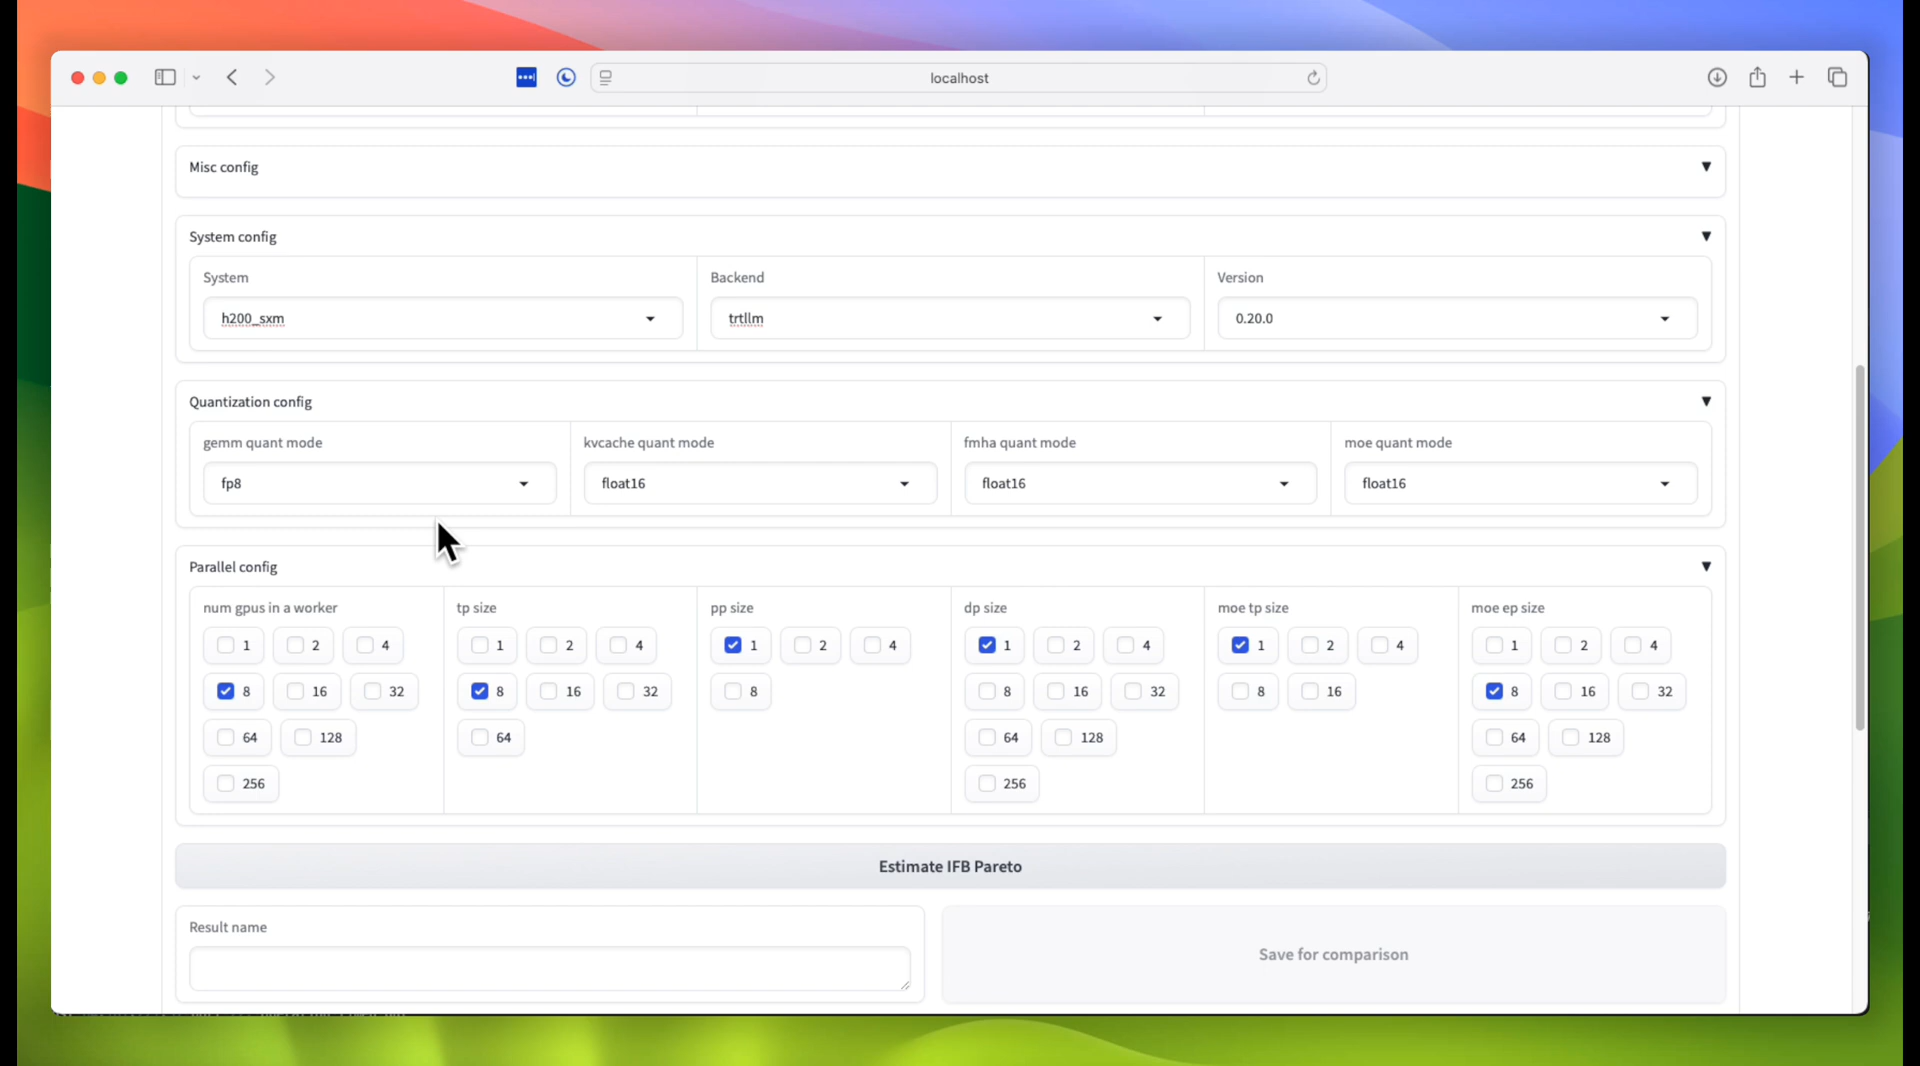 localhost
Misc config
System config
System Backend Version
h200_sxm trtllm 0.20.0
Quantization config
gemm quant mode kvcache quant mode fmha quant mode moe quant mode
fp8 float16 float16 float16
Parallel config
num gpus in a worker tp size pp size dp size moe tp size moe ep size
1 2 4 1 2 4 1 2 4 1 2 4 1 2 4 1 2 4
8 16 32 8 16 32 8 8 16 32 8 16 8 16 32
64 128 64 64 128 64 128
256 256 256
Estimate IFB Pareto
Result name
Save for comparison